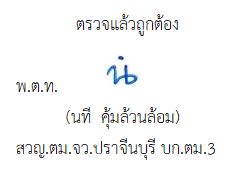 ตรวจแล้วถูกต้อง
พ.ต.ท.
(นที คุ้มล้วนล้อม)
สวญ.ตม.จว.ปราจีนบุรี บก.ตม.3